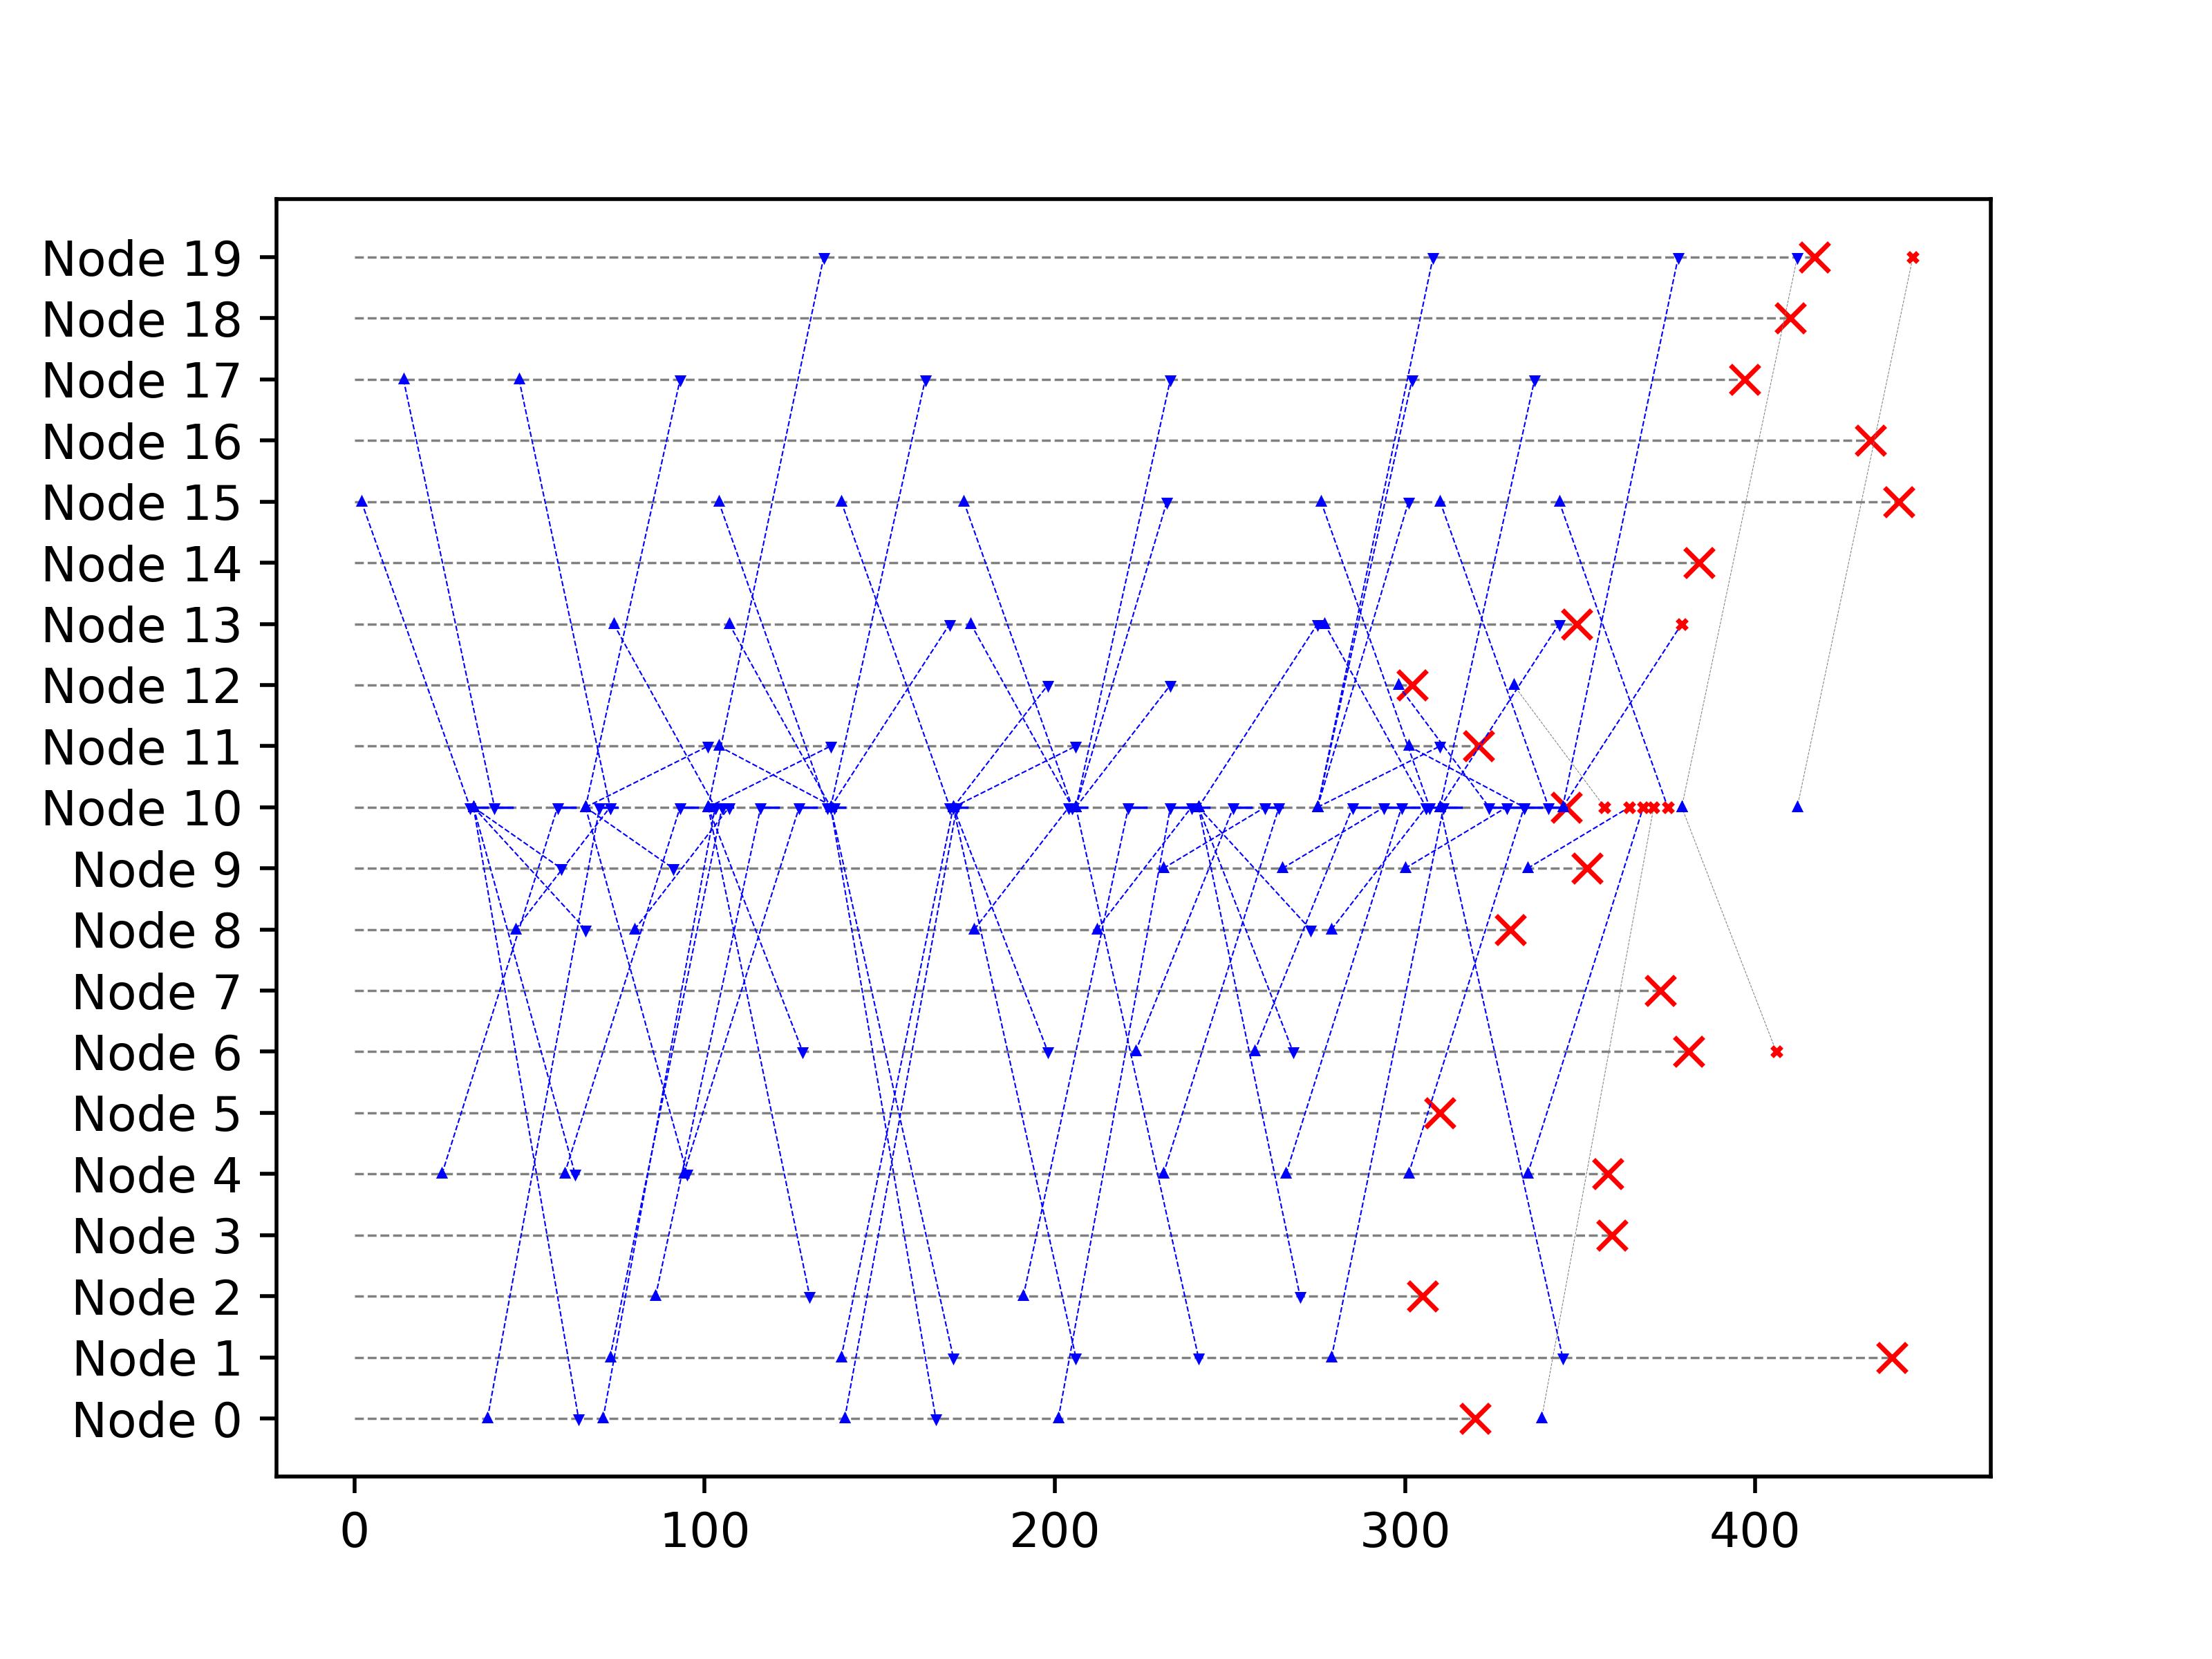 Node 19
Node 18
Node 17
Node 16
Node 15
Node 14
Node 13
Node 12
Node 11
Node 10
Node 9
Node 8
Node 7
Node 6
Node 5
Node 4
Node 3
Node 2
Node 1
Node 0
0 100 200 300 400